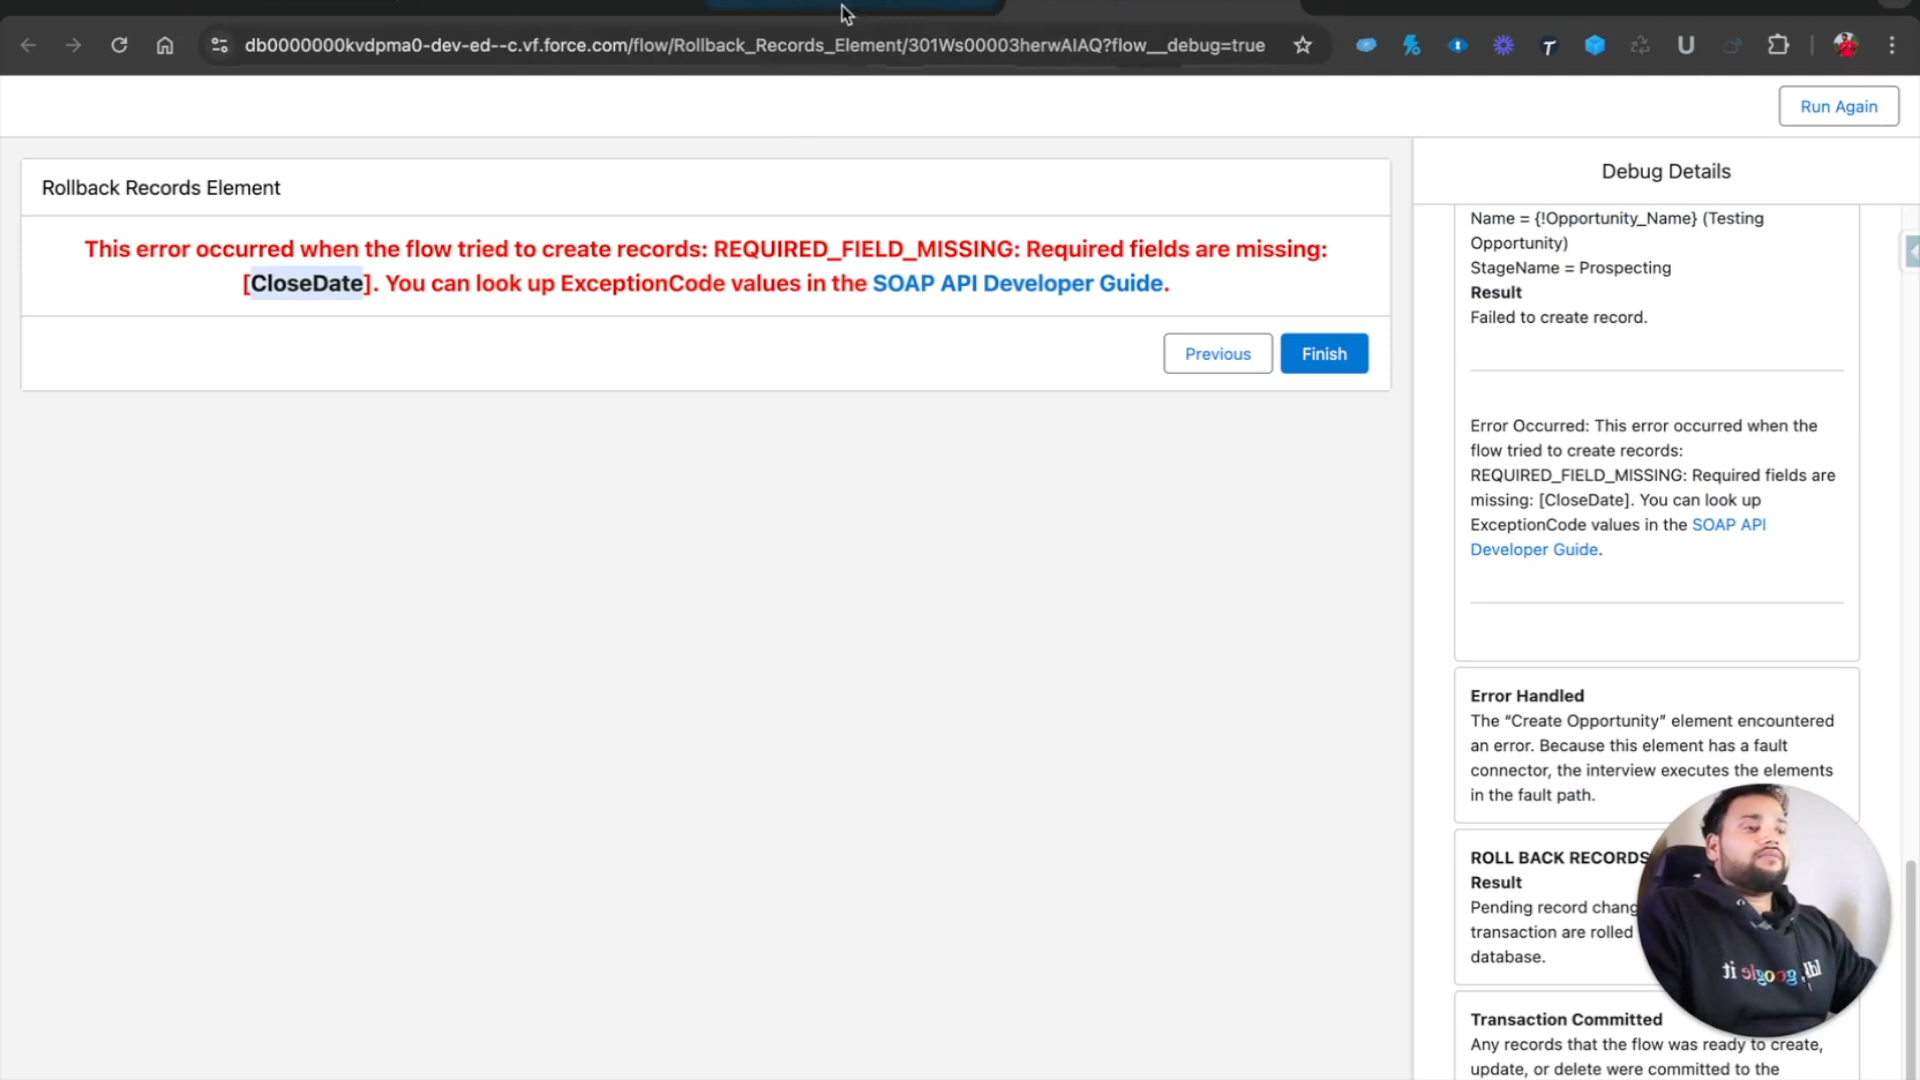 db0000000kvdpma0-dev-ed--c.vf.force.com/flow/Rollback_Records_Element/301Ws00003herwAIAQ?flow__debug=true
Run Again
Rollback Records Element
This error occurred when the flow tried to create records: REQUIRED_FIELD_MISSING: Required fields are missing:
[CloseDate]. You can look up ExceptionCode values in the SOAP API Developer Guide.
Previous
Finish
Debug Details
Name = {!Opportunity_Name} (Testing
Opportunity)
StageName = Prospecting
Result
Failed to create record.
Error Occurred: This error occurred when the
flow tried to create records:
REQUIRED_FIELD_MISSING: Required fields are
missing: [CloseDate]. You can look up
ExceptionCode values in the SOAP API
Developer Guide.
Error Handled
The “Create Opportunity” element encountered
an error. Because this element has a fault
connector, the interview executes the elements
in the fault path.
ROLL BACK RECORDS
Result
Pending record chang
transaction are rolled
database.
Transaction Committed
Any records that the flow was ready to create,
update, or delete were committed to the